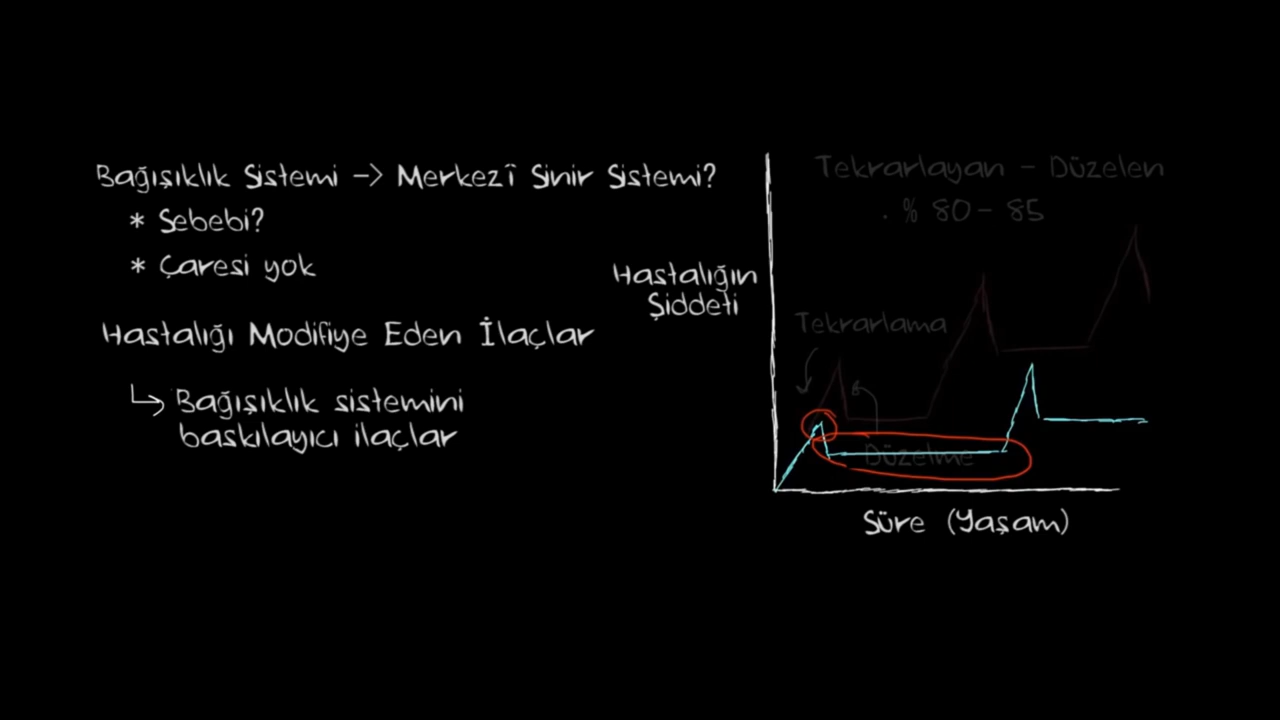 Bağışıklık Sistemi -> Merkezî Sinir Sistemi?
* Sebebi?
* Çaresi yok
Hastalığı Modifiye Eden İlaçlar
Bağışıklık sistemini
baskılayıcı ilaçlar
Tekrarlayan - Düzelen
. % 80 - 85
Hastalığın
Şiddeti
Tekrarlama
Düzelme
Süre (Yaşam)